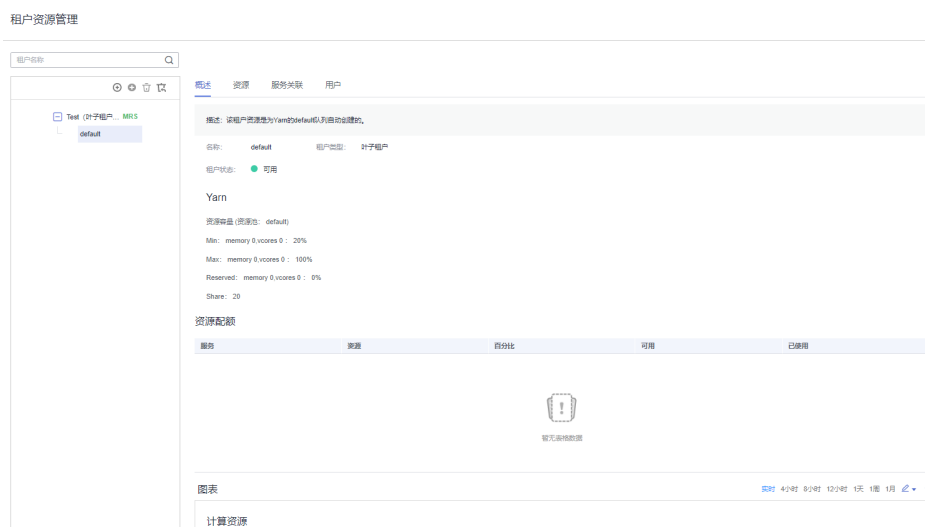 租户资源管理
租户名称
Test (叶子租户... MRS
default
概述 资源 服务关联 用户
描述：该租户资源是为Yarn的default队列自动创建的。
名称： default 租户类型： 叶子租户
租户状态： 可用
Yarn
资源容量 (资源池： default)
Min： memory 0,vcores 0 ： 20%
Max： memory 0,vcores 0 ： 100%
Reserved： memory 0,vcores 0 ： 0%
Share： 20
资源配额
服务 资源 百分比 可用 已使用
暂无表格数据
图表
实时 4小时 8小时 12小时 1天 1周 1月
计算资源